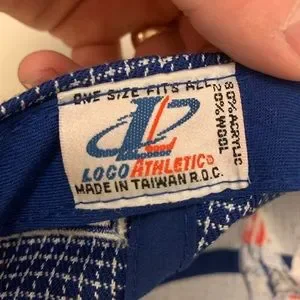 ONE SIZE FITS ALL
LOGO ATHLETIC®
MADE IN TAIWAN R.O.C.
80% ACRYLIC
20% WOOL